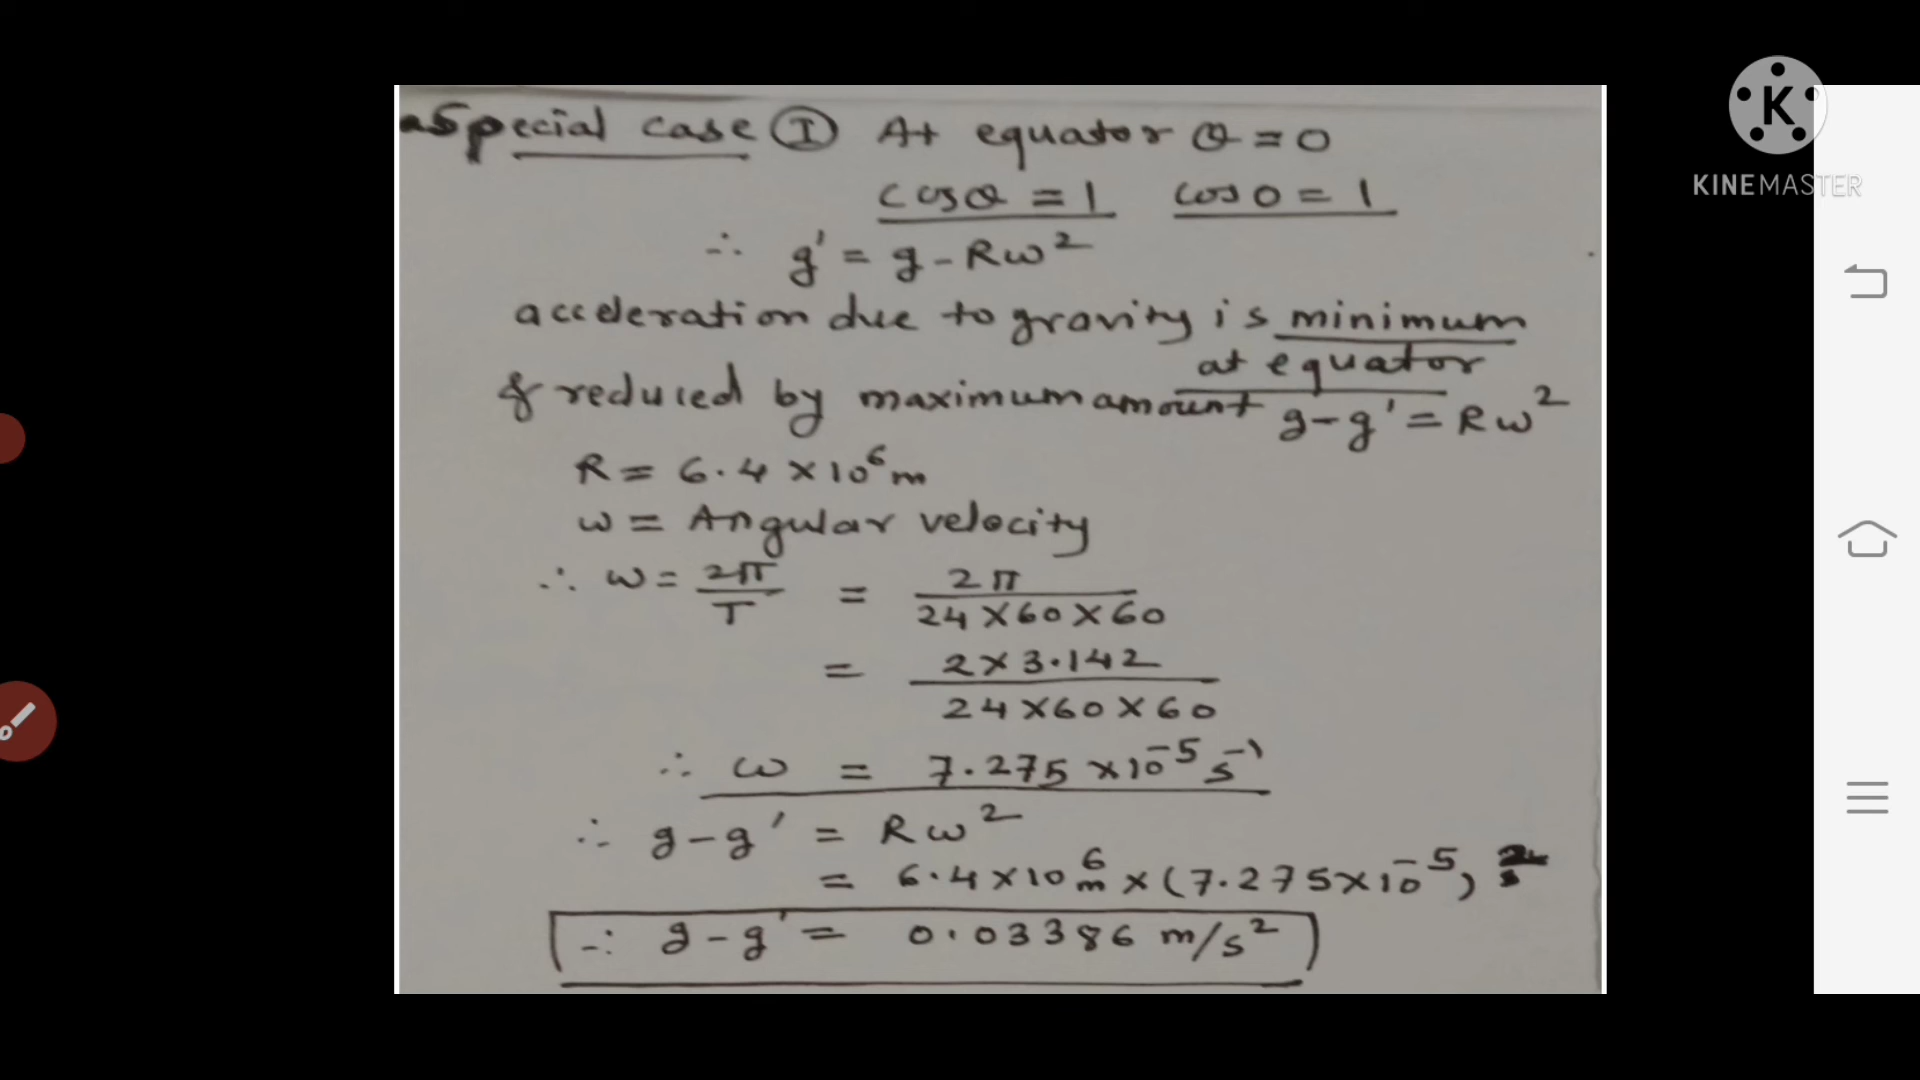 Special case Ⓘ At equator θ = 0
cosθ = 1 cos 0 = 1
∴ g' = g - Rω²
acceleration due to gravity is minimum
at equator
& reduced by maximum amount g - g' = Rω²
R = 6.4 × 10⁶ m
ω = Angular velocity
∴ ω = 2π/T = 2π/24 × 60 × 60
= 2 × 3.142/24 × 60 × 60
∴ ω = 7.275 × 10⁻⁵ s⁻¹
∴ g - g' = Rω²
= 6.4 × 10⁶ m × (7.275 × 10⁻⁵)²
∴ g - g' = 0.03386 m/s²
K
KINEMASTER